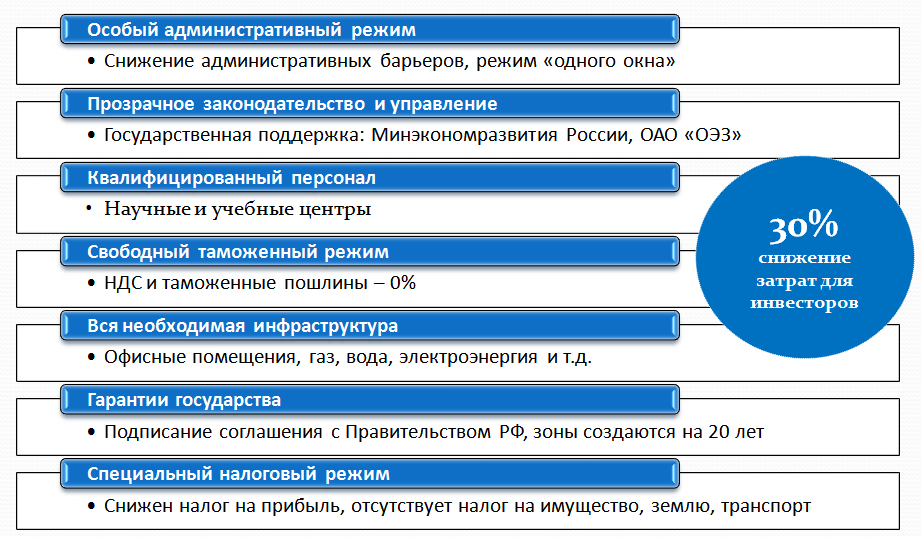 Особый административный режим
• Снижение административных барьеров, режим «одного окна»
Прозрачное законодательство и управление
• Государственная поддержка: Минэкономразвития России, ОАО «ОЭЗ»
Квалифицированный персонал
• Научные и учебные центры
Свободный таможенный режим
• НДС и таможенные пошлины – 0%
Вся необходимая инфраструктура
• Офисные помещения, газ, вода, электроэнергия и т.д.
Гарантии государства
• Подписание соглашения с Правительством РФ, зоны создаются на 20 лет
Специальный налоговый режим
• Снижен налог на прибыль, отсутствует налог на имущество, землю, транспорт
30%
снижение
затрат для
инвесторов